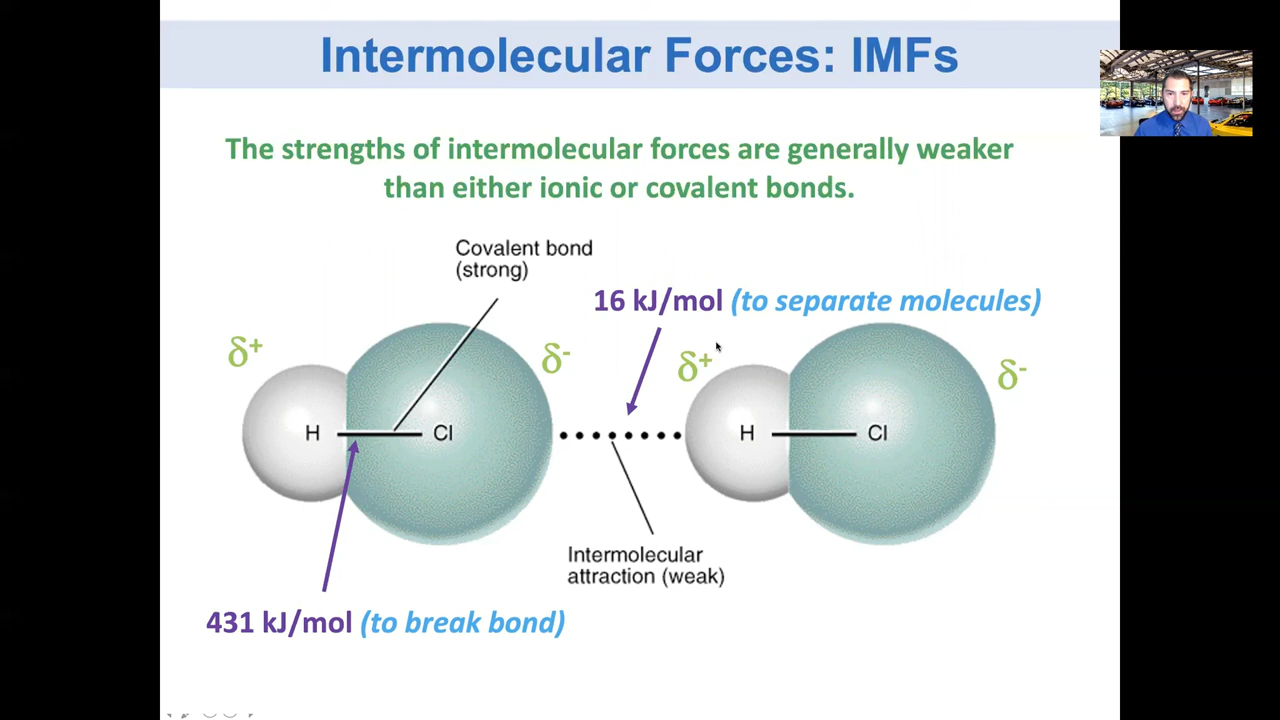 Intermolecular Forces: IMFs
The strengths of intermolecular forces are generally weaker
than either ionic or covalent bonds.
Covalent bond
(strong)
16 kJ/mol (to separate molecules)
δ+
δ-
δ+
δ-
H
Cl
H
Cl
Intermolecular
attraction (weak)
431 kJ/mol (to break bond)